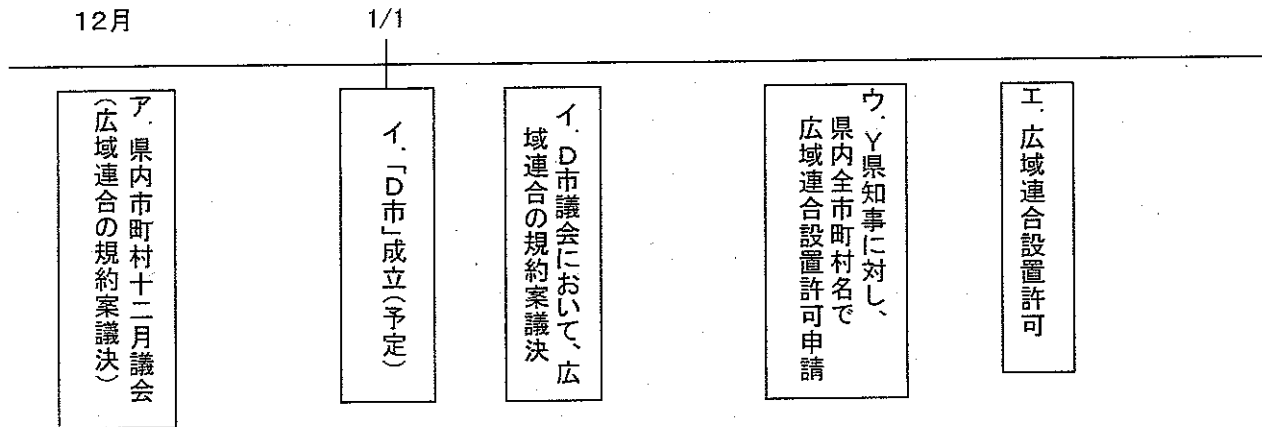 12月
1/1
ア．県内市町村十二月議会
（広域連合の規約案議決）
イ．「D市」成立（予定）
イ．D市議会において、広
域連合の規約案議決
ウ．Y県知事に対し、
県内全市町村名で
広域連合設置許可申請
エ．広域連合設置許可